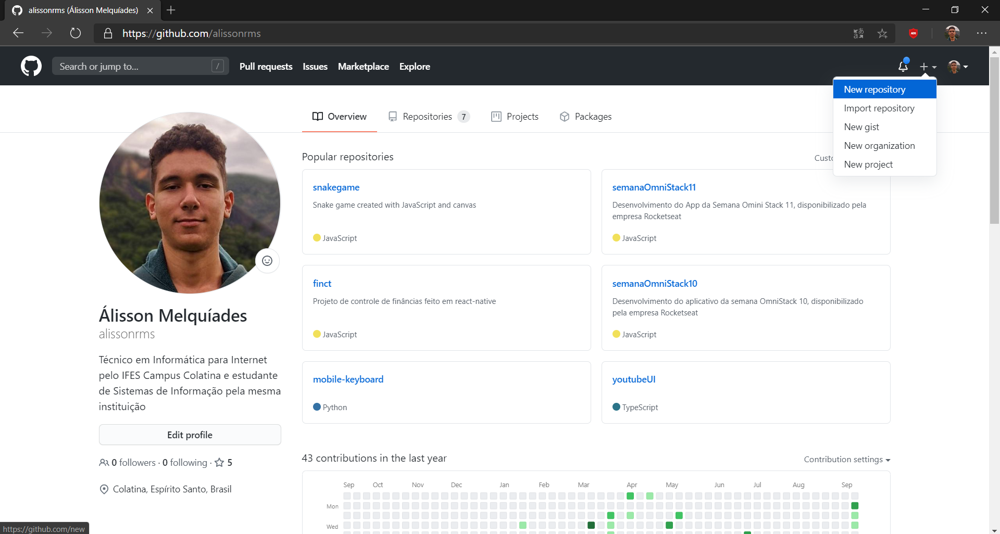 alissonrms (Álisson Melquíades)
https://github.com/alissonrms
ADS
Search or jump to... /
Pull requests Issues Marketplace Explore
New repository
Import repository
New gist
New organization
New project
Overview Repositories 7 Projects Packages
Popular repositories
snakegame
Snake game created with JavaScript and canvas
JavaScript
semanaOmniStack11
Desenvolvimento do App da Semana Omini Stack 11, disponibilizado pela
empresa Rocketseat
JavaScript
finct
Projeto de controle de finâncias feito em react-native
JavaScript
semanaOmniStack10
Desenvolvimento do aplicativo da semana OmniStack 10, disponibilizado
pela empresa Rocketseat
JavaScript
mobile-keyboard
Python
youtubeUI
TypeScript
Álisson Melquíades
alissonrms
Técnico em Informática para Internet
pelo IFES Campus Colatina e estudante
de Sistemas de Informação pela mesma
instituição
Edit profile
0 followers · 0 following · 5
Colatina, Espírito Santo, Brasil
43 contributions in the last year
Contribution settings
Sep Oct Nov Dec Jan Feb Mar Apr May Jun Jul Aug Sep
Mon
Wed
https://github.com/new